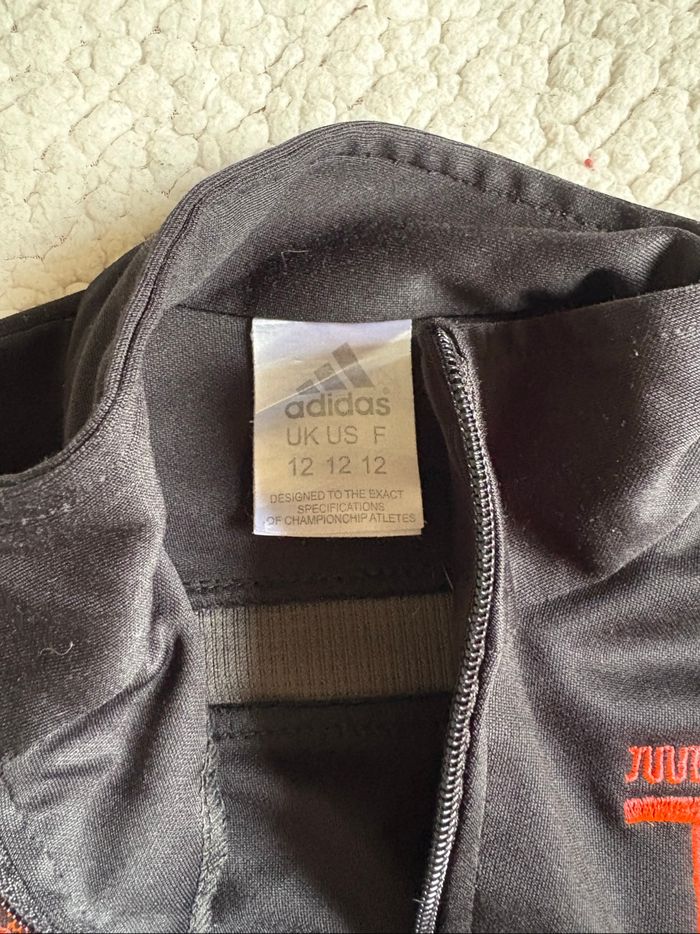 adidas
UK US F
12 12 12
DESIGNED TO THE EXACT
SPECIFICATIONS
OF CHAMPIONCHIP ATLETES